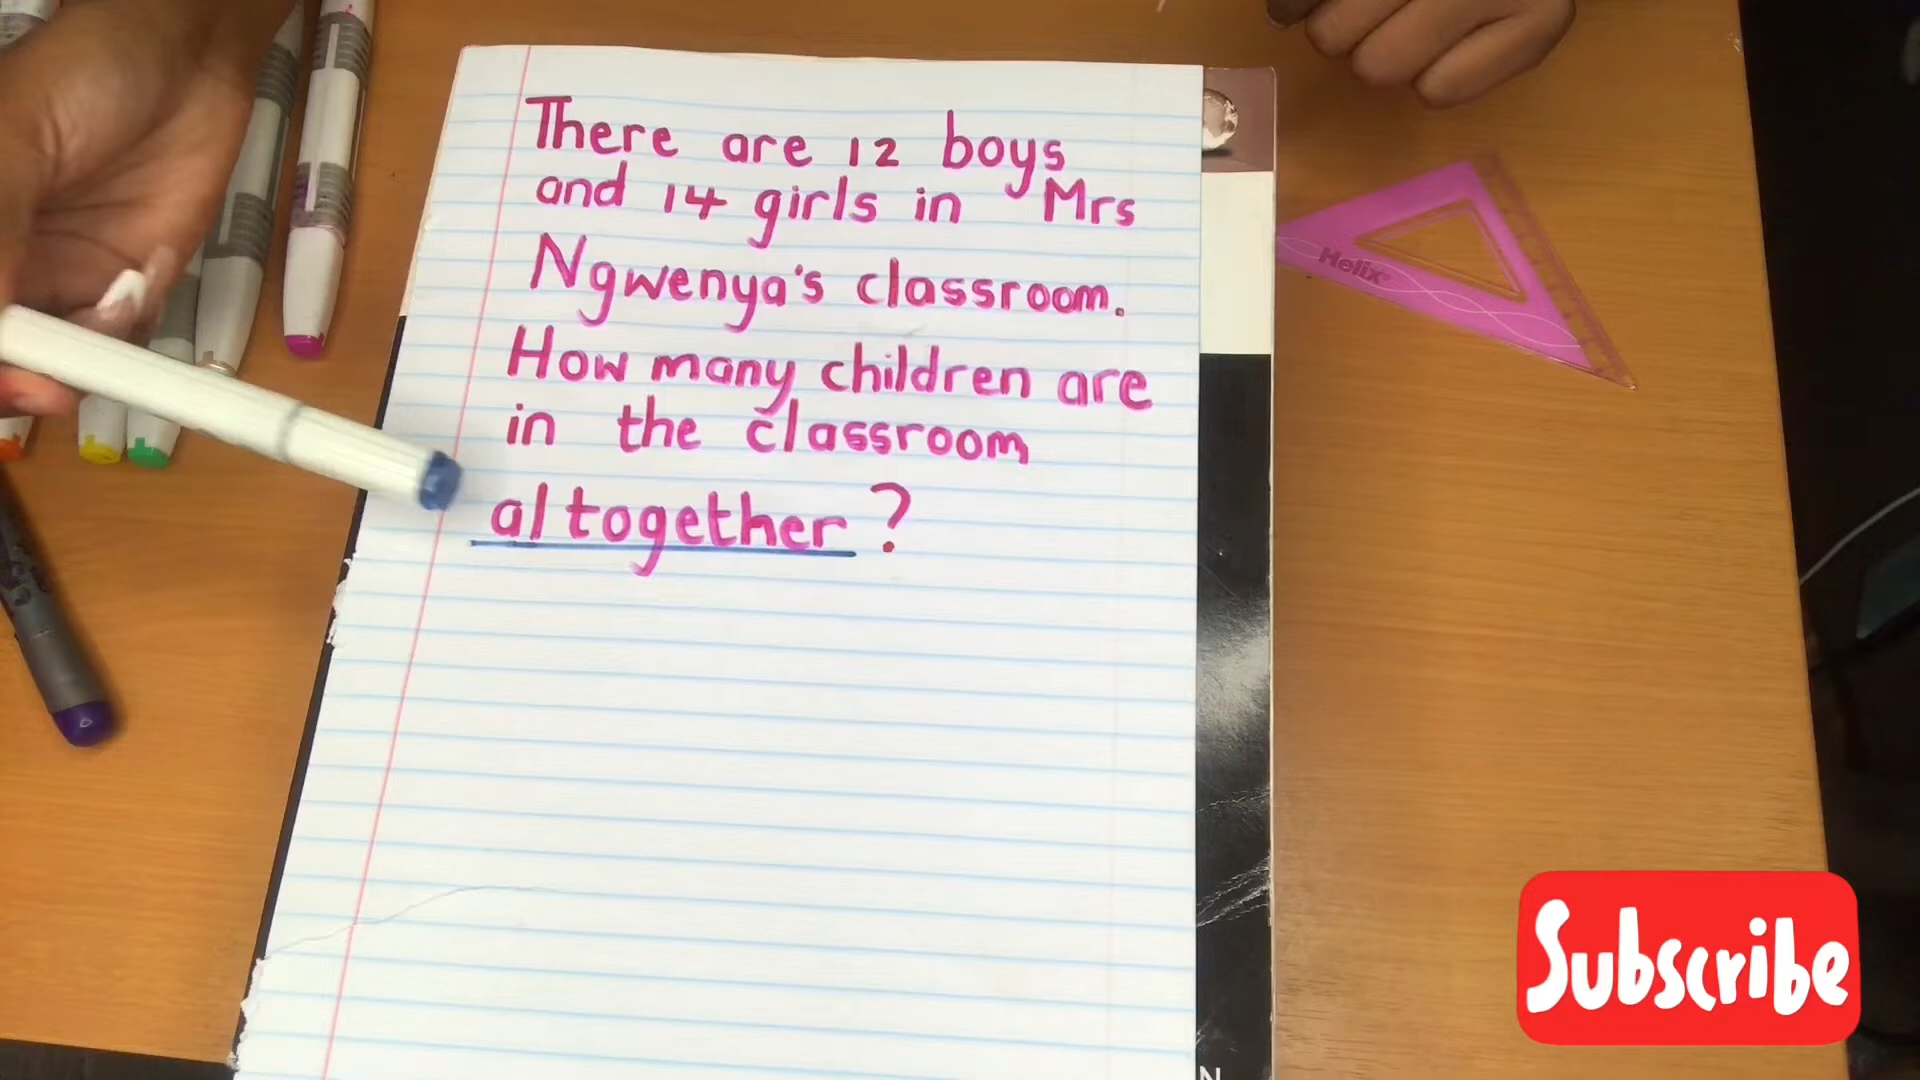 There are 12 boys
and 14 girls in Mrs
Ngwenya's classroom.
How many children are
in the classroom
altogether?
Helix
Subscribe
N